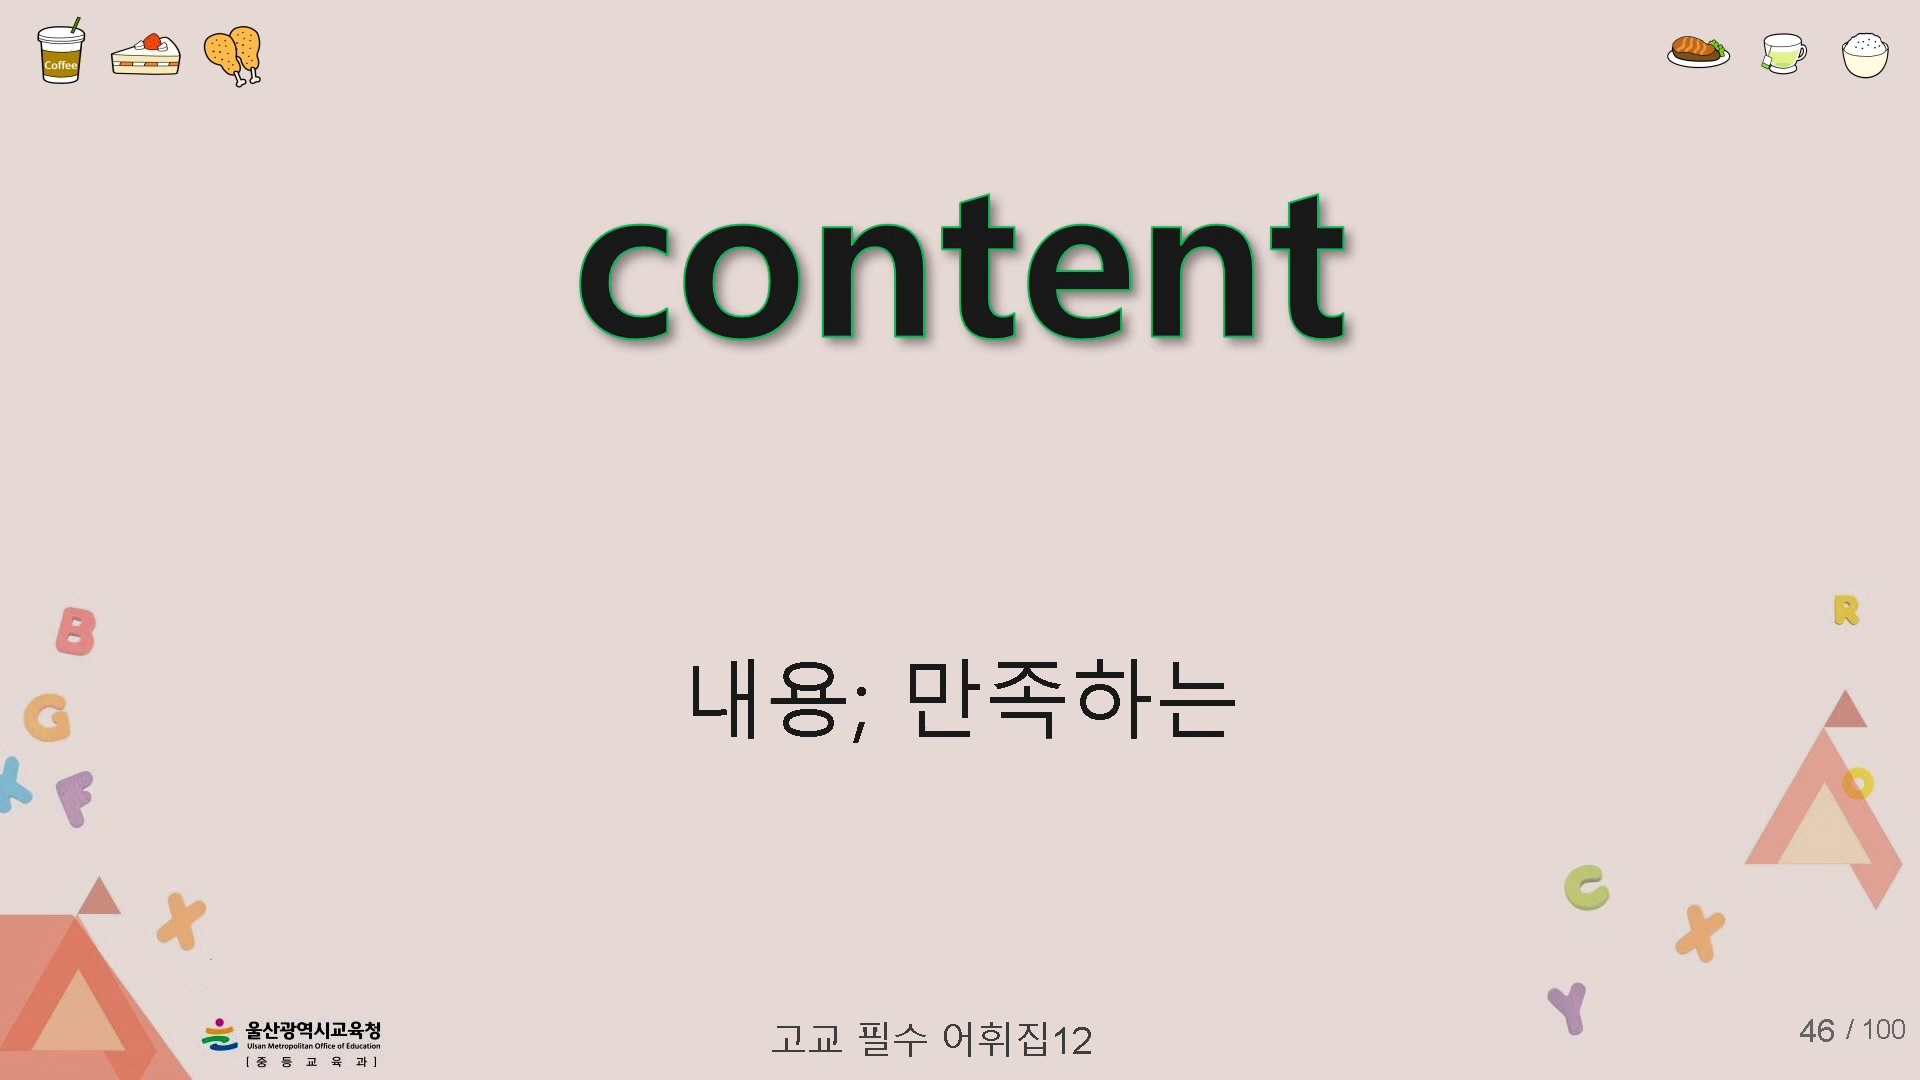 Coffee
content
내용; 만족하는
B
R
G
F
C
X
X
Y
울산광역시교육청
Ulsan Metropolitan Office of Education
[ 중 등 교 육 과 ]
고교 필수 어휘집12
46 / 100